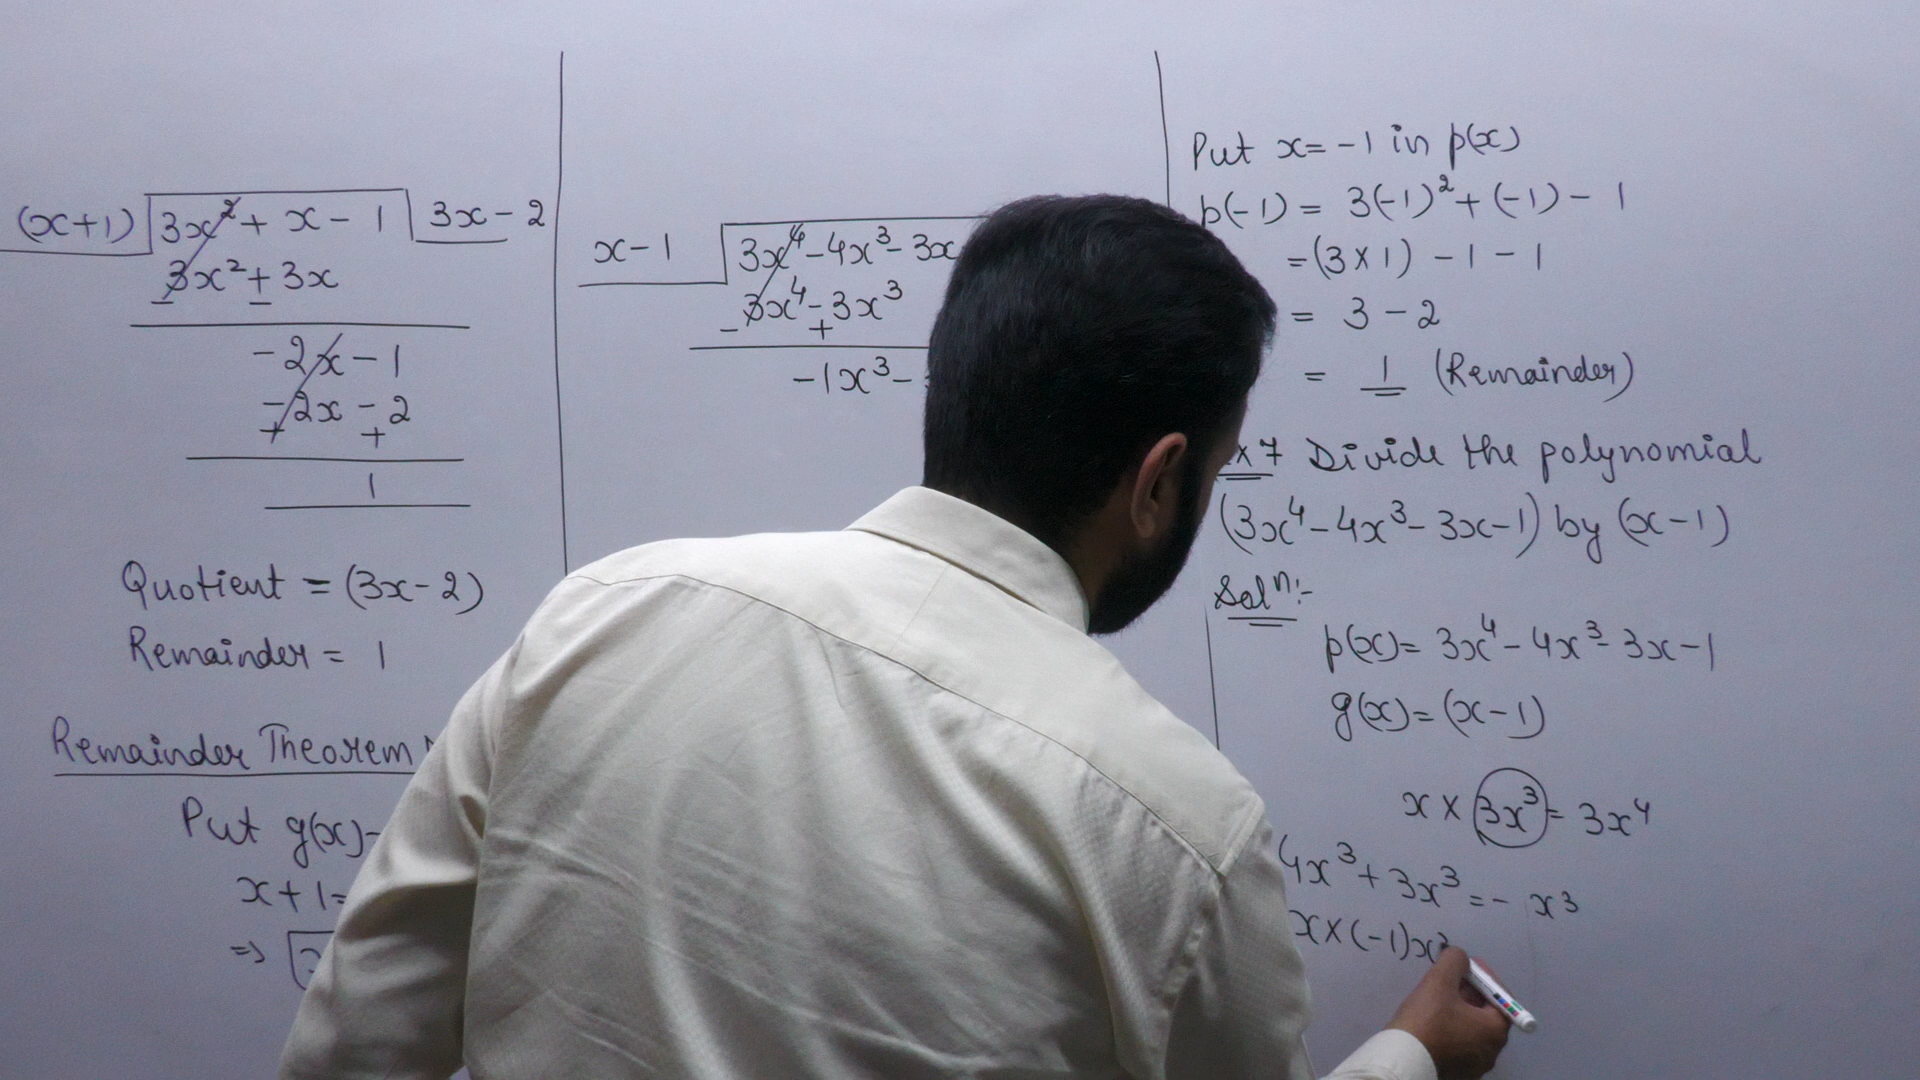 (x+1) 3x² + x - 1 3x - 2
3x² + 3x
- -
-2x - 1
-2x - 2
+ +
1
Quotient = (3x-2)
Remainder = 1
Remainder Theorem
Put g(x)=
x+1=
⇒
x-1 3x⁴-4x³-3x
3x⁴-3x³
- +
-1x³-
Put x= -1 in p(x)
p(-1) = 3(-1)² + (-1) - 1
= (3×1) -1 -1
= 3 - 2
= 1 (Remainder)
x 7 Divide the polynomial
(3x⁴-4x³-3x-1) by (x-1)
Solⁿ:-
p(x)= 3x⁴-4x³-3x-1
g(x)=(x-1)
x × 3x³ = 3x⁴
4x³+3x³ = - x³
x×(-1)x²